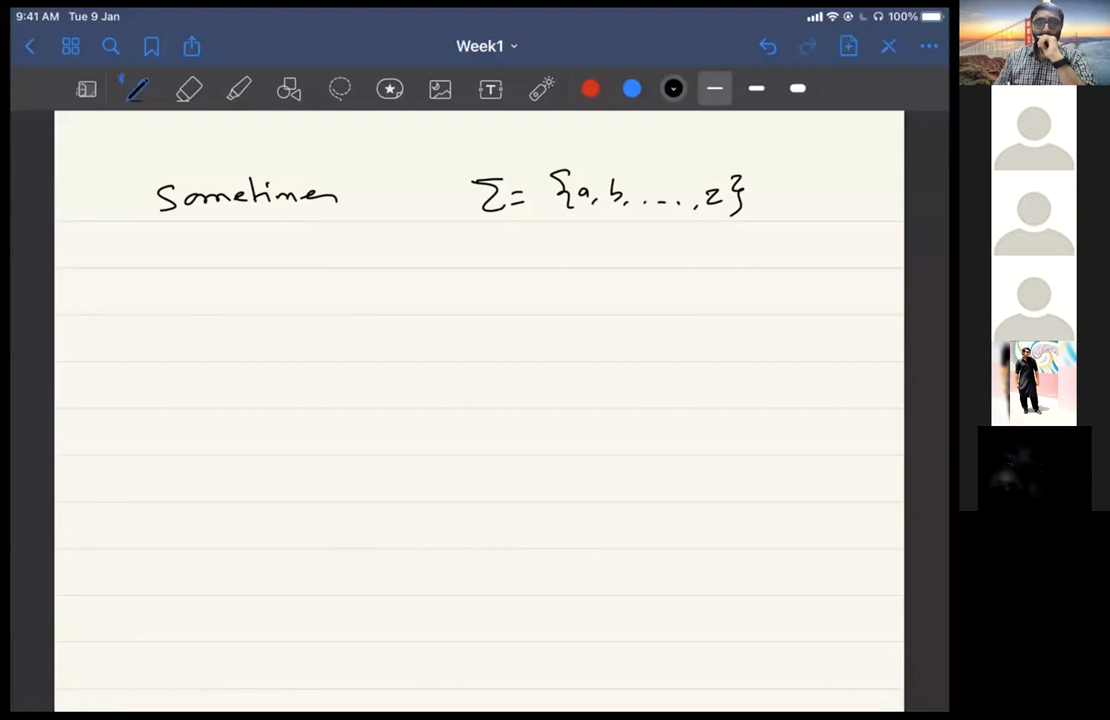 9:41 AM Tue 9 Jan 100%
Week1
T
Sometimes Σ= {a, b, . . - . , z}